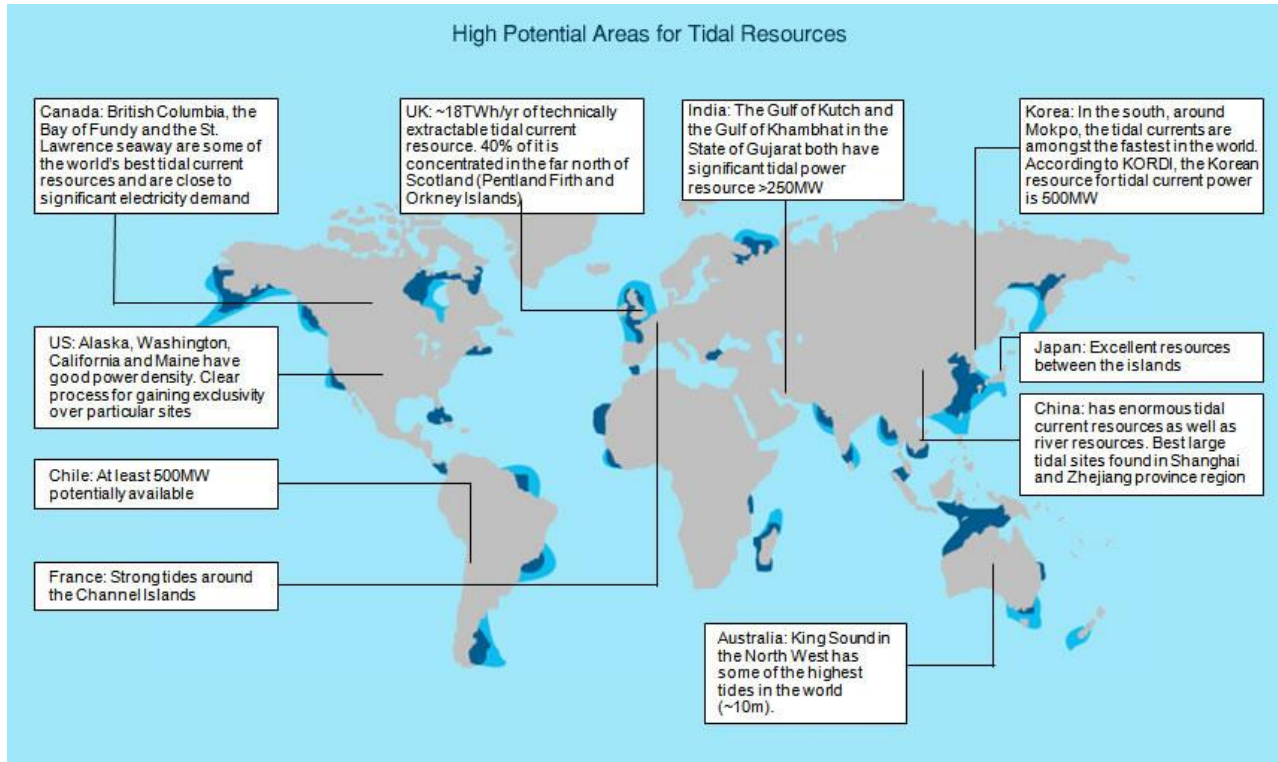 High Potential Areas for Tidal Resources
Canada: British Columbia, the
Bay of Fundy and the St.
Lawrence seaway are some of
the world's best tidal current
resources and are close to
significant electricity demand
UK: ~18TWh/yr of technically
extractable tidal current
resource. 40% of it is
concentrated in the far north of
Scotland (Pentland Firth and
Orkney Islands)
India: The Gulf of Kutch and
the Gulf of Khambhat in the
State of Gujarat both have
significant tidal power
resource >250MW
Korea: In the south, around
Mokpo, the tidal currents are
amongst the fastest in the world.
According to KORDI, the Korean
resource for tidal current power
is 500MW
US: Alaska, Washington,
California and Maine have
good power density. Clear
process for gaining exclusivity
over particular sites
Japan: Excellent resources
between the islands
China: has enormous tidal
current resources as well as
river resources. Best large
tidal sites found in Shanghai
and Zhejiang province region
Chile: At least 500MW
potentially available
France: Strong tides around
the Channel Islands
Australia: King Sound in
the North West has
some of the highest
tides in the world
(~10m).